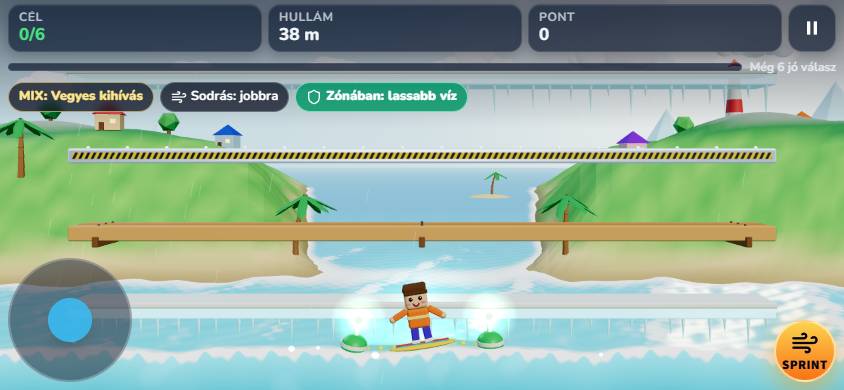 CÉL
0/6
HULLÁM
38 m
PONT
0
Még 6 jó válasz
MIX: Vegyes kihívás
Sodrás: jobbra
Zónában: lassabb víz
SPRINT